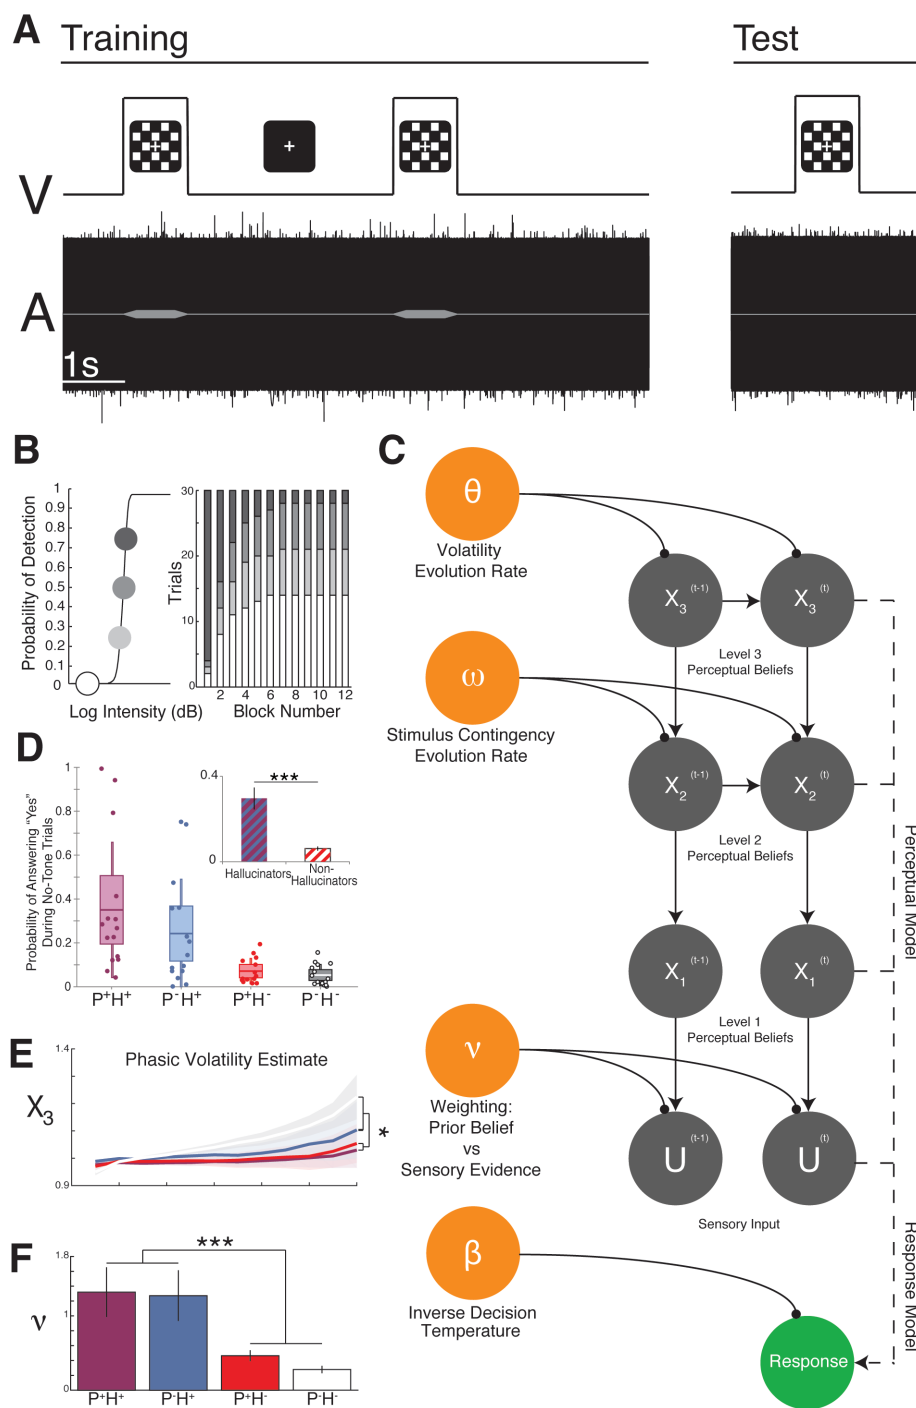 A Training Test
V
A
1s
B
Probability of Detection
1
0.9
0.8
0.7
0.6
0.5
0.4
0.3
0.2
0.1
0
Log Intensity (dB)
Trials
30
20
10
0
2 4 6 8 10 12
Block Number
C
θ
Volatility
Evolution Rate
X3(t-1)
X3(t)
Level 3
Perceptual Beliefs
ω
Stimulus Contingency
Evolution Rate
X2(t-1)
X2(t)
Level 2
Perceptual Beliefs
X1(t-1)
X1(t)
Level 1
Perceptual Beliefs
ν
Weighting:
Prior Belief
vs
Sensory Evidence
U(t-1)
U(t)
Sensory Input
β
Inverse Decision
Temperature
Response
Perceptual Model
Response Model
D
Probability of Answering “Yes”
During No-Tone Trials
1
0.8
0.6
0.4
0.2
0
P+H+ P-H+ P+H- P-H-
0.4
0
***
Hallucinators
Non-
Hallucinators
E
Phasic Volatility Estimate
X3
1.4
0.9
*
F
ν
1.8
1
0
***
P+H+ P-H+ P+H- P-H-